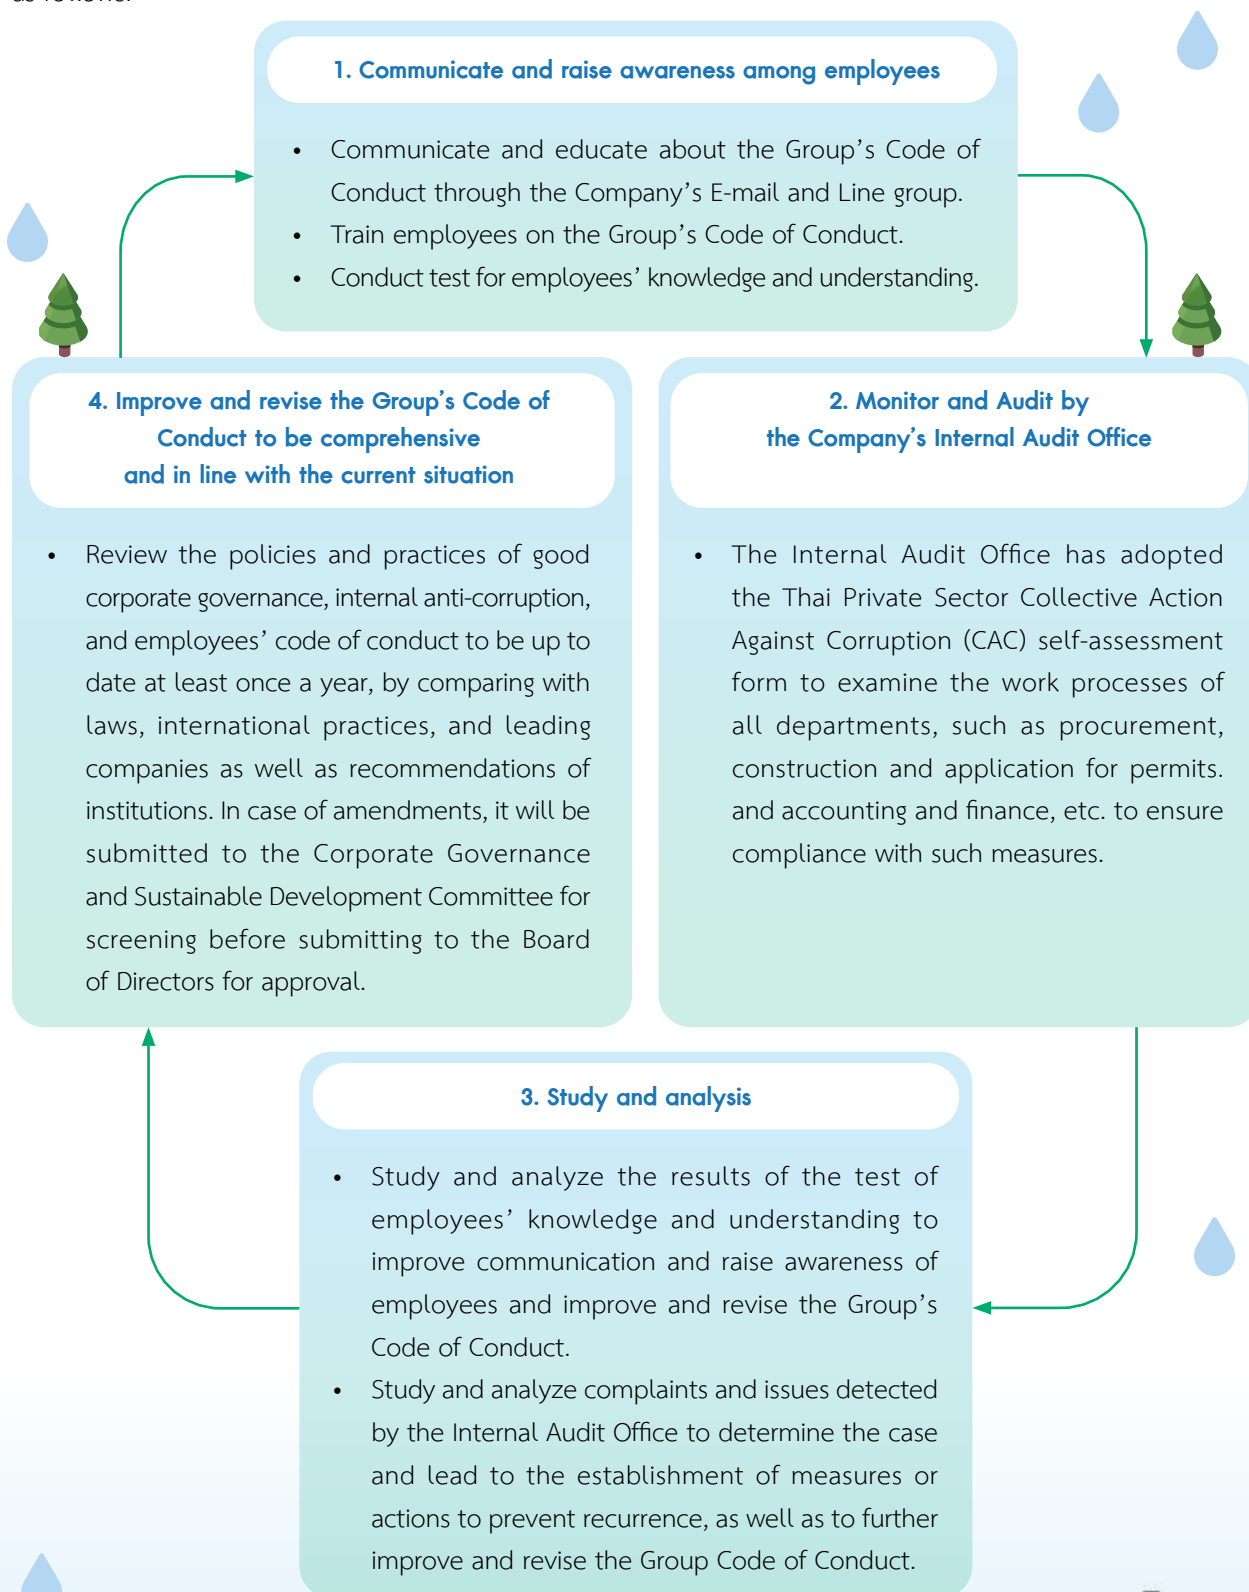 as follows:
1. Communicate and raise awareness among employees
• Communicate and educate about the Group's Code of
Conduct through the Company's E-mail and Line group.
• Train employees on the Group's Code of Conduct.
• Conduct test for employees' knowledge and understanding.
2. Monitor and Audit by
the Company's Internal Audit Office
• The Internal Audit Office has adopted
the Thai Private Sector Collective Action
Against Corruption (CAC) self-assessment
form to examine the work processes of
all departments, such as procurement,
construction and application for permits.
and accounting and finance, etc. to ensure
compliance with such measures.
3. Study and analysis
• Study and analyze the results of the test of
employees' knowledge and understanding to
improve communication and raise awareness of
employees and improve and revise the Group's
Code of Conduct.
• Study and analyze complaints and issues detected
by the Internal Audit Office to determine the case
and lead to the establishment of measures or
actions to prevent recurrence, as well as to further
improve and revise the Group Code of Conduct.
4. Improve and revise the Group's Code of
Conduct to be comprehensive
and in line with the current situation
• Review the policies and practices of good
corporate governance, internal anti-corruption,
and employees' code of conduct to be up to
date at least once a year, by comparing with
laws, international practices, and leading
companies as well as recommendations of
institutions. In case of amendments, it will be
submitted to the Corporate Governance
and Sustainable Development Committee for
screening before submitting to the Board
of Directors for approval.